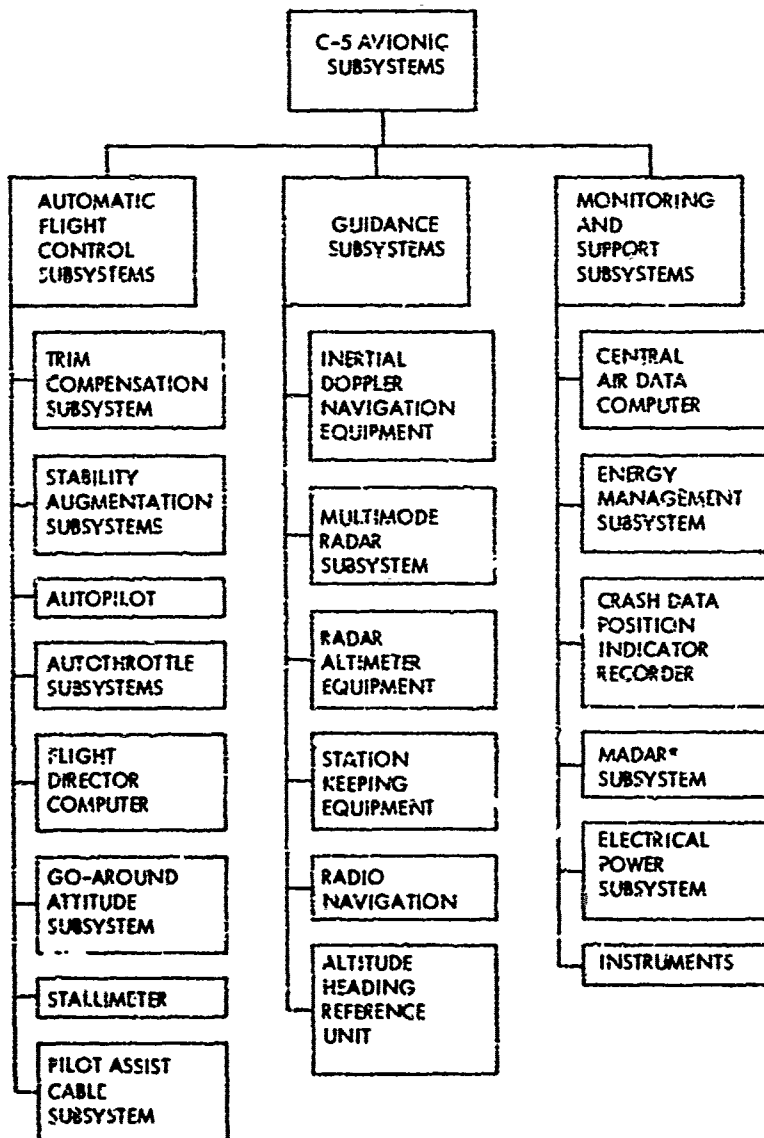 C-5 AVIONIC
SUBSYSTEMS
AUTOMATIC
FLIGHT
CONTROL
SUBSYSTEMS
TRIM
COMPENSATION
SUBSYSTEM
STABILITY
AUGMENTATION
SUBSYSTEMS
AUTOPILOT
AUTOTHROTTLE
SUBSYSTEMS
FLIGHT
DIRECTOR
COMPUTER
GO-AROUND
ATTITUDE
SUBSYSTEM
STALLIMETER
PILOT ASSIST
CABLE
SUBSYSTEM
GUIDANCE
SUBSYSTEMS
INERTIAL
DOPPLER
NAVIGATION
EQUIPMENT
MULTIMODE
RADAR
SUBSYSTEM
RADAR
ALTIMETER
EQUIPMENT
STATION
KEEPING
EQUIPMENT
RADIO
NAVIGATION
ALTITUDE
HEADING
REFERENCE
UNIT
MONITORING
AND
SUPPORT
SUBSYSTEMS
CENTRAL
AIR DATA
COMPUTER
ENERGY
MANAGEMENT
SUBSYSTEM
CRASH DATA
POSITION
INDICATOR
RECORDER
MADAR*
SUBSYSTEM
ELECTRICAL
POWER
SUBSYSTEM
INSTRUMENTS